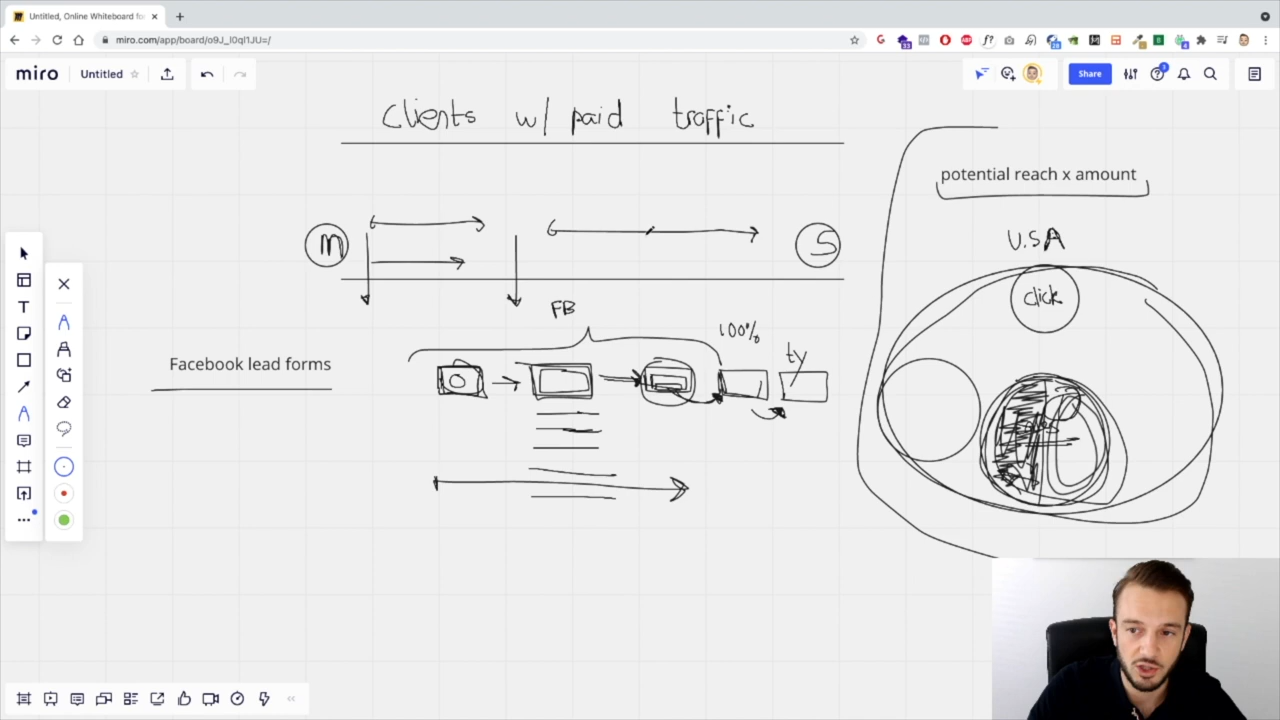 Untitled, Online Whiteboard for
miro.com/app/board/o9J_l0ql1JU=/
miro
Untitled
Share
clients w/ paid traffic
potential reach x amount
U.S.A
M
S
click
FB
100%
ty
Facebook lead forms